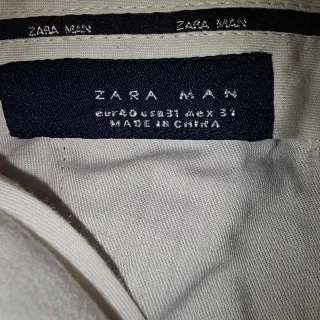 ZARA MAN ZARA MAN
ZARA MAN
eur40 usa31 mex 31
MADE IN CHINA